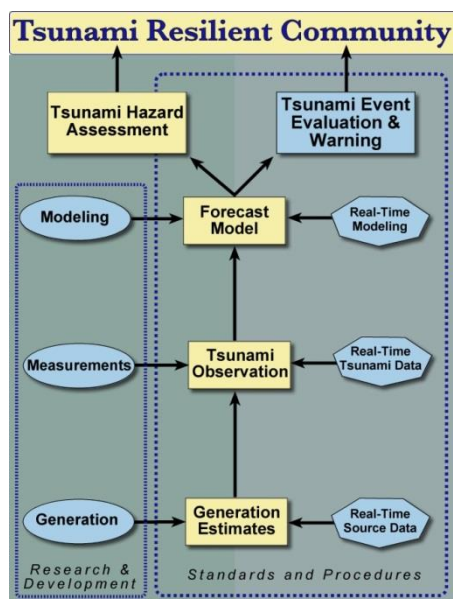 Tsunami Resilient Community
Tsunami Hazard
Assessment
Tsunami Event
Evaluation &
Warning
Modeling
Forecast
Model
Real-Time
Modeling
Measurements
Tsunami
Observation
Real-Time
Tsunami Data
Generation
Generation
Estimates
Real-Time
Source Data
Research &
Development
Standards and Procedures